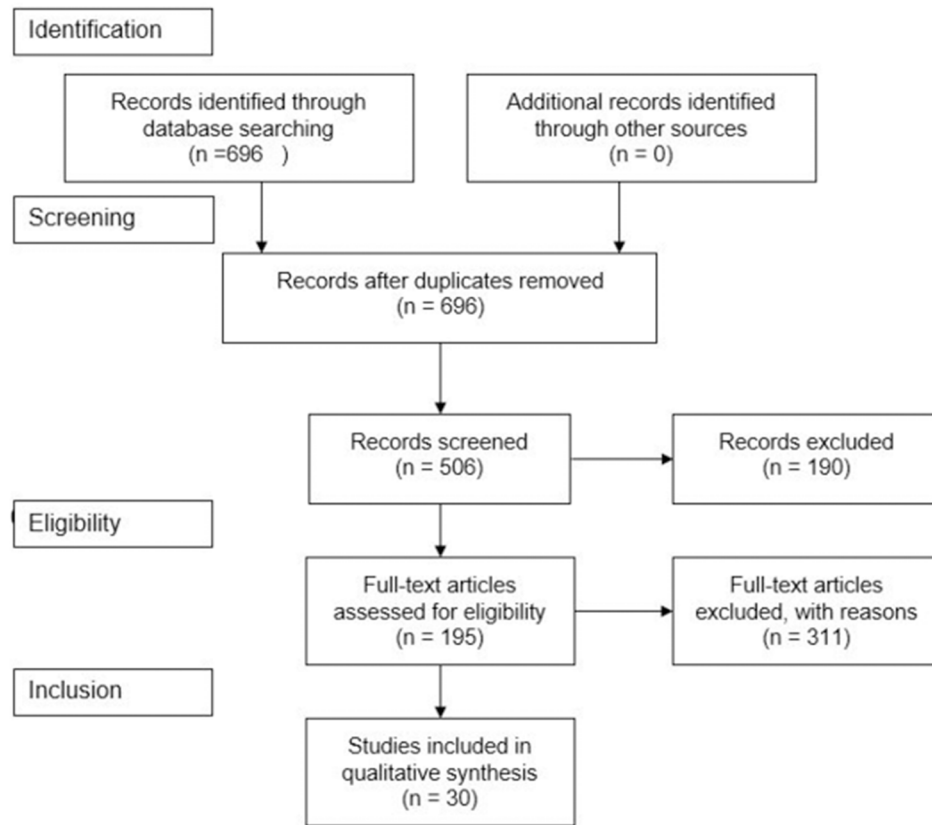 Identification
Records identified through
database searching
(n =696 )
Additional records identified
through other sources
(n = 0)
Screening
Records after duplicates removed
(n = 696)
Records screened
(n = 506)
Records excluded
(n = 190)
Eligibility
Full-text articles
assessed for eligibility
(n = 195)
Full-text articles
excluded, with reasons
(n = 311)
Inclusion
Studies included in
qualitative synthesis
(n = 30)